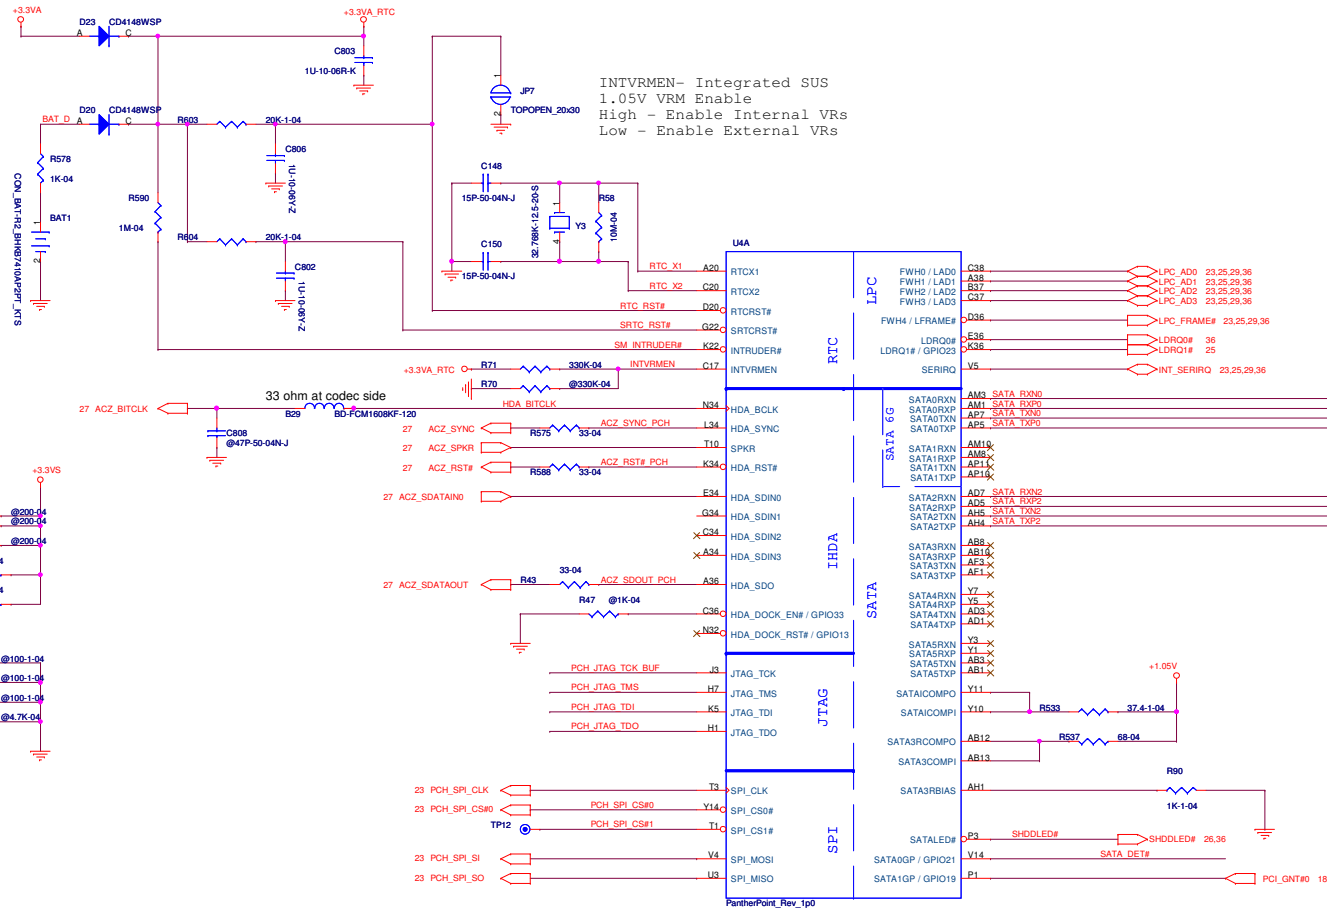 +3.3VA
D23
CD4148WSP
A
C
+3.3VA_RTC
C803
1U-10-06R-K
JP7
1
2
TOPOPEN_20x30
INTVRMEN- Integrated SUS
1.05V VRM Enable
High - Enable Internal VRs
Low - Enable External VRs
D20
CD4148WSP
BAT_D
A
C
R603
20K-1-04
C806
1U-10-06Y-Z
R578
1K-04
R590
1M-04
BAT1
1
2
R604
20K-1-04
C802
1U-10-06Y-Z
C148
15P-50-04N-J
C150
15P-50-04N-J
32.768K-12.5-20-S
1
4
Y3
R58
10M-04
U4A
RTC_X1 A20 RTCX1
RTC_X2 C20 RTCX2
RTC_RST# D20 RTCRST#
SRTC_RST# G22 SRTCRST#
SM_INTRUDER# K22 INTRUDER#
+3.3VA_RTC R71 330K-04 INTVRMEN C17 INTVRMEN
R70 @330K-04
33 ohm at codec side
27 ACZ_BITCLK B29 BD-FCM1608KF-120 HDA_BITCLK N34 HDA_BCLK
C808
@47P-50-04N-J
27 ACZ_SYNC R575 33-04 ACZ_SYNC_PCH L34 HDA_SYNC
27 ACZ_SPKR T10 SPKR
27 ACZ_RST# R588 33-04 ACZ_RST#_PCH K34 HDA_RST#
27 ACZ_SDATAIN0 E34 HDA_SDIN0
G34 HDA_SDIN1
C34 HDA_SDIN2
A34 HDA_SDIN3
27 ACZ_SDATAOUT R43 33-04 ACZ_SDOUT_PCH A36 HDA_SDO
R47 @1K-04 C36 HDA_DOCK_EN# / GPIO33
N32 HDA_DOCK_RST# / GPIO13
PCH_JTAG_TCK_BUF J3 JTAG_TCK
PCH_JTAG_TMS H7 JTAG_TMS
PCH_JTAG_TDI K5 JTAG_TDI
PCH_JTAG_TDO H1 JTAG_TDO
23 PCH_SPI_CLK T3 SPI_CLK
23 PCH_SPI_CS#0 PCH_SPI_CS#0 Y14 SPI_CS0#
TP12 PCH_SPI_CS#1 T1 SPI_CS1#
23 PCH_SPI_SI V4 SPI_MOSI
23 PCH_SPI_SO U3 SPI_MISO
PantherPoint_Rev_1p0
RTC
LPC
IHDA
SATA
SATA 6G
JTAG
SPI
FWH0 / LAD0 C38 LPC_AD0 23,25,29,36
FWH1 / LAD1 A38 LPC_AD1 23,25,29,36
FWH2 / LAD2 B37 LPC_AD2 23,25,29,36
FWH3 / LAD3 C37 LPC_AD3 23,25,29,36
FWH4 / LFRAME# D36 LPC_FRAME# 23,25,29,36
LDRQ0# E36 LDRQ0# 36
LDRQ1# / GPIO23 K36 LDRQ1# 25
SERIRQ V5 INT_SERIRQ 23,25,29,36
SATA0RXN AM3 SATA_RXN0
SATA0RXP AM1 SATA_RXP0
SATA0TXN AP7 SATA_TXN0
SATA0TXP AP5 SATA_TXP0
SATA1RXN AM10
SATA1RXP AM8
SATA1TXN AP11
SATA1TXP AP10
SATA2RXN AD7 SATA_RXN2
SATA2RXP AD5 SATA_RXP2
SATA2TXN AH5 SATA_TXN2
SATA2TXP AH4 SATA_TXP2
SATA3RXN AB8
SATA3RXP AB10
SATA3TXN AF3
SATA3TXP AF1
SATA4RXN Y7
SATA4RXP Y5
SATA4TXN AD3
SATA4TXP AD1
SATA5RXN Y3
SATA5RXP Y1
SATA5TXN AB3
SATA5TXP AB1
+1.05V
SATAICOMPO Y11
SATAICOMPI Y10 R533 37.4-1-04
SATA3RCOMPO AB12 R537 68-04
SATA3COMPI AB13
SATA3RBIAS AH1 R90 1K-1-04
SATALED# P3 SHDDLED# SHDDLED# 26,36
SATA0GP / GPIO21 V14 SATA_DET#
SATA1GP / GPIO19 P1 PCI_GNT#0 18
+3.3VS
@200-04
@200-04
@200-04
4
4
@100-1-04
@100-1-04
@100-1-04
@4.7K-04